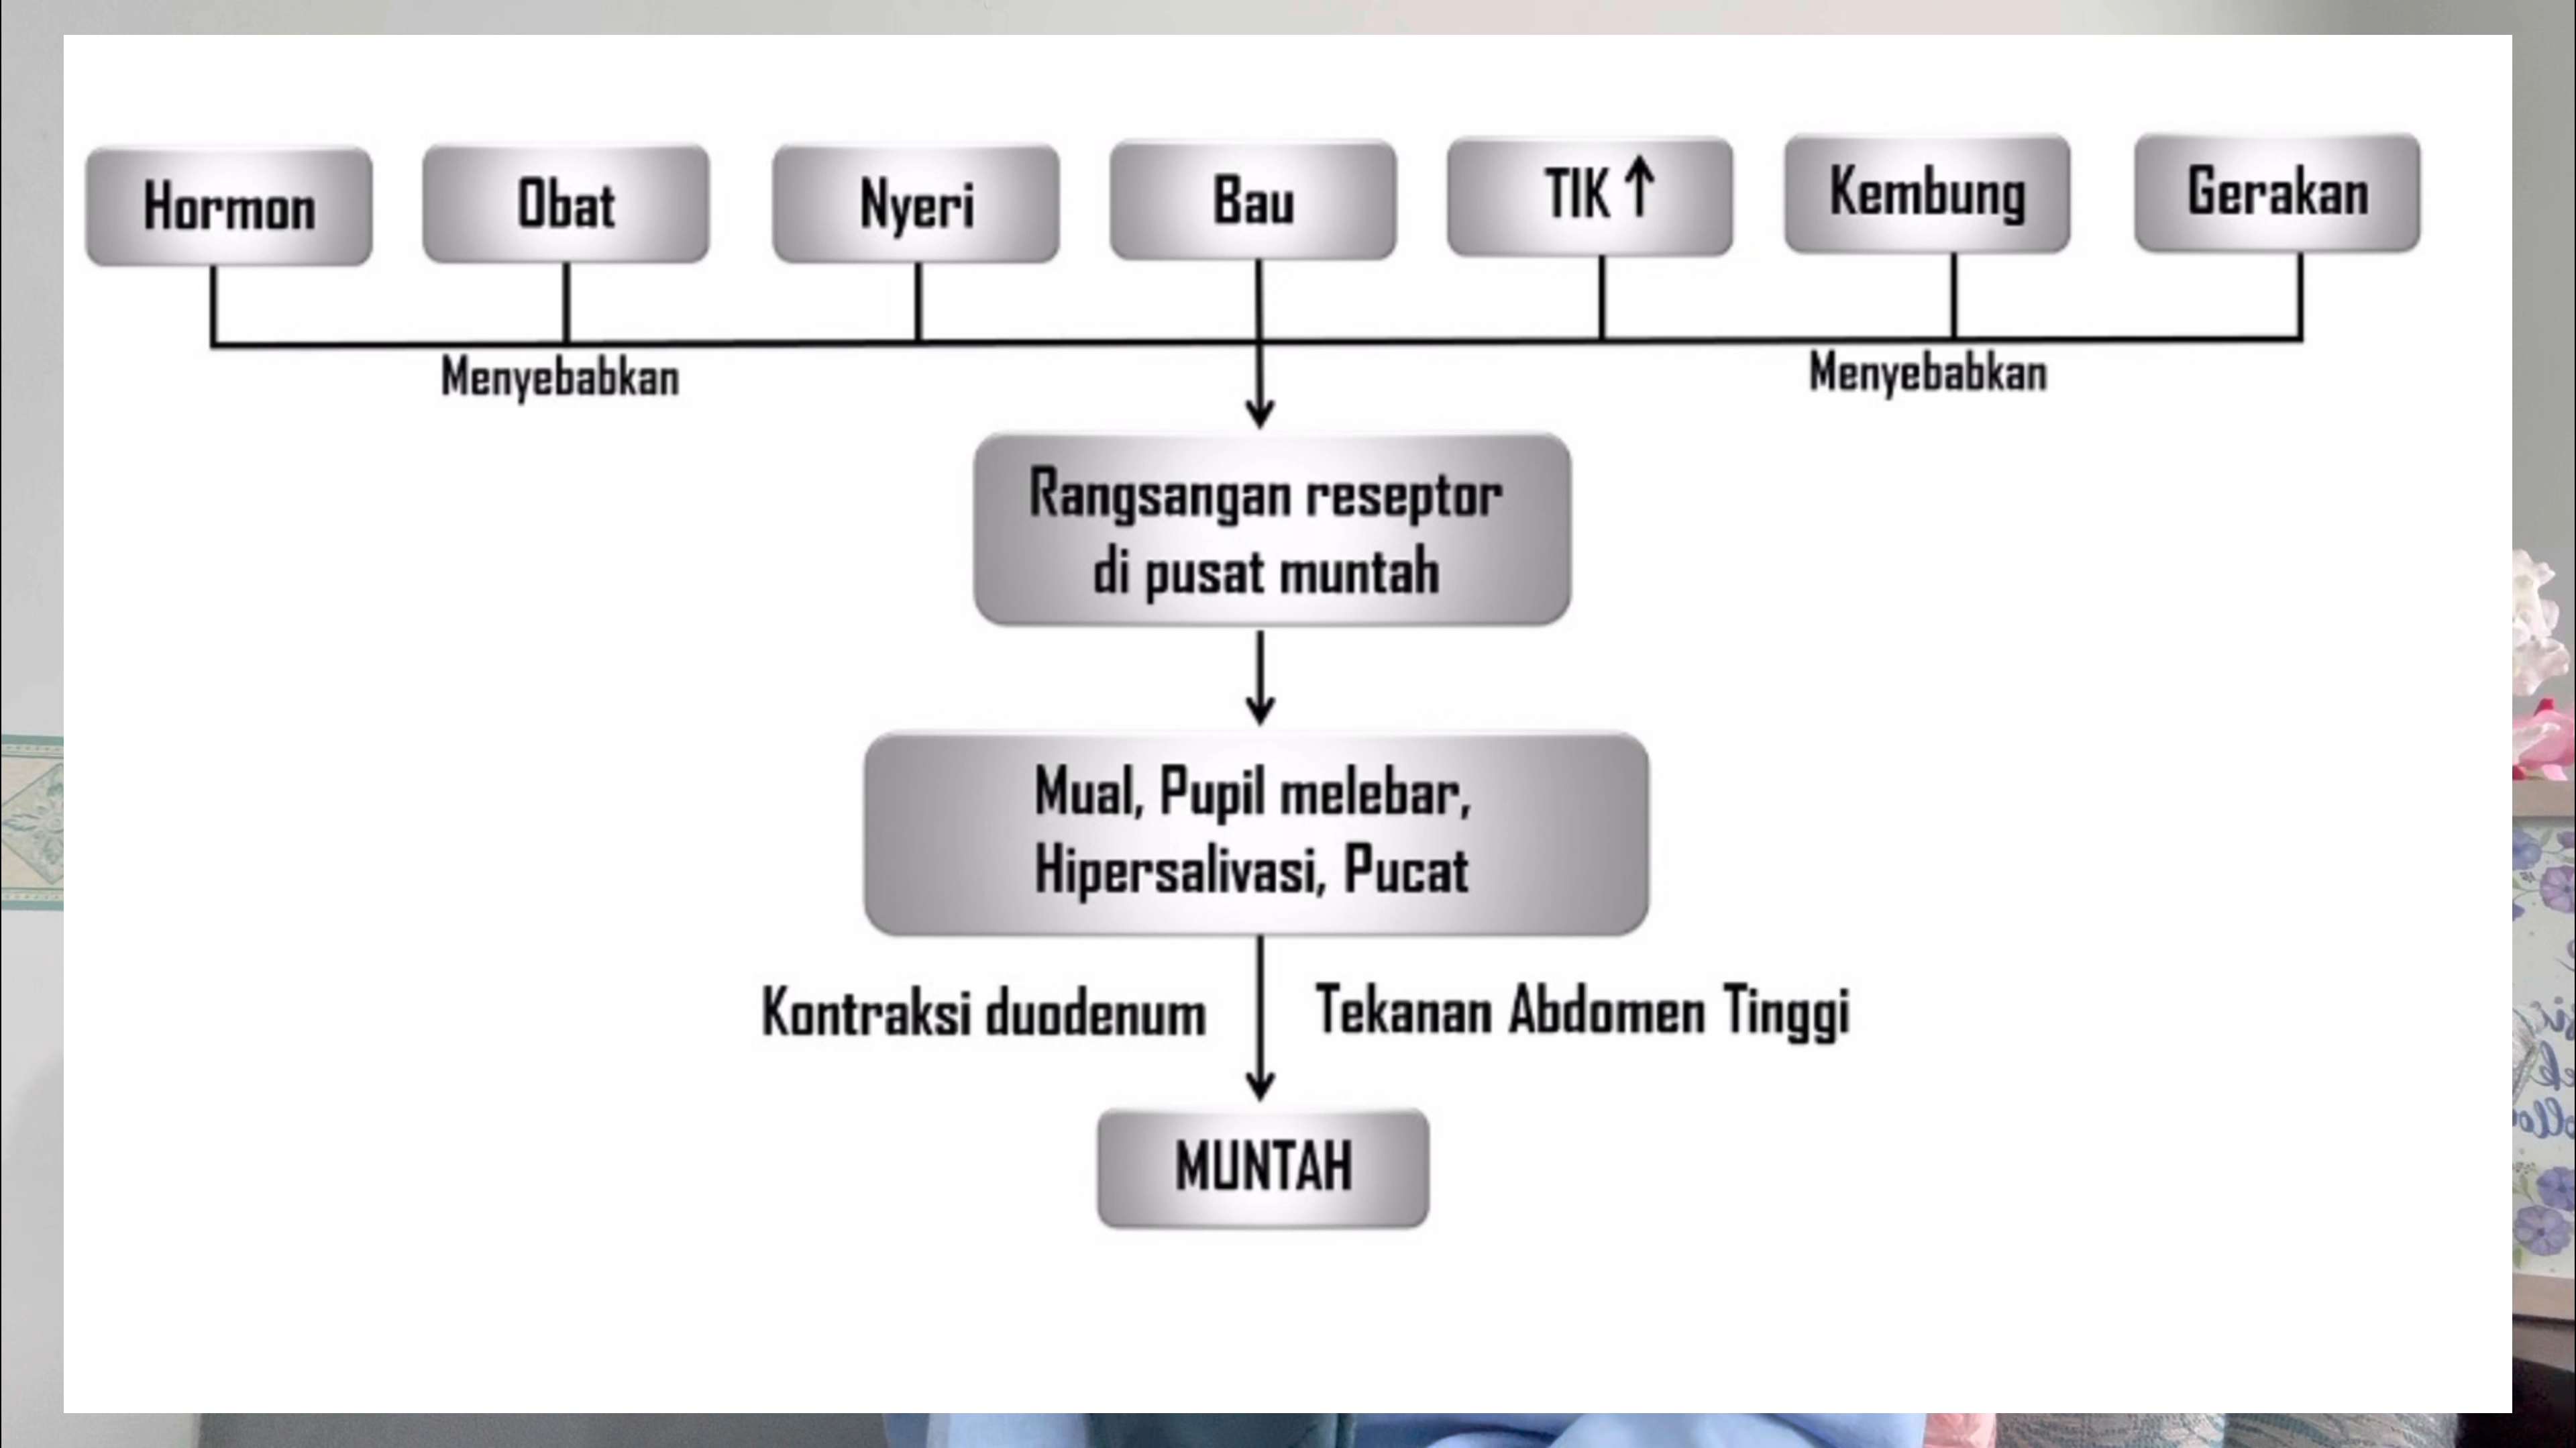 Hormon
Obat
Nyeri
Bau
TIK ↑
Kembung
Gerakan
Menyebabkan
Menyebabkan
Rangsangan reseptor
di pusat muntah
Mual, Pupil melebar,
Hipersalivasi, Pucat
Kontraksi duodenum
Tekanan Abdomen Tinggi
MUNTAH